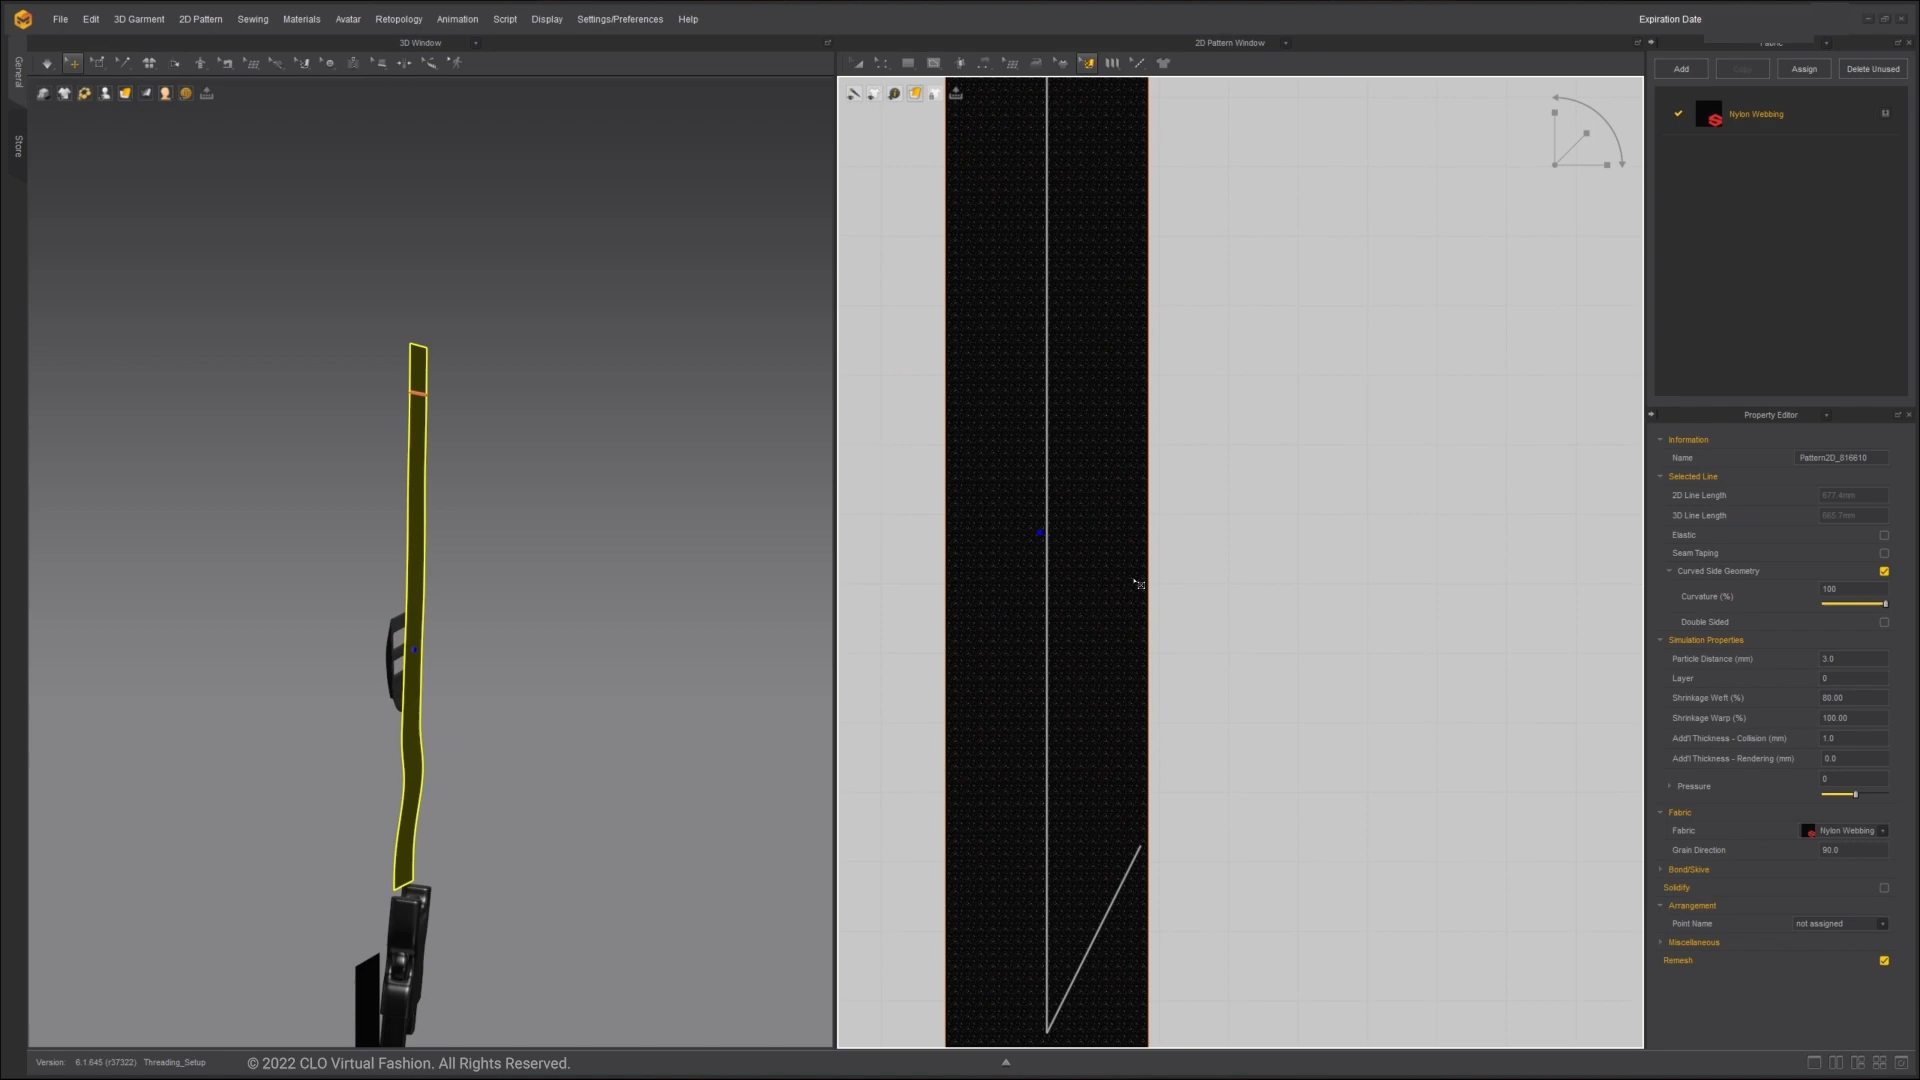 File Edit 3D Garment 2D Pattern Sewing Materials Avatar Retopology Animation Script Display Settings/Preferences Help Expiration Date
3D Window 2D Pattern Window Fabric
General
Store
Add Copy Assign Delete Unused
Nylon Webbing
Property Editor
Information
Name Pattern2D_816610
Selected Line
2D Line Length 677.4mm
3D Line Length 665.7mm
Elastic
Seam Taping
Curved Side Geometry
Curvature (%) 100
Double Sided
Simulation Properties
Particle Distance (mm) 3.0
Layer 0
Shrinkage Weft (%) 80.00
Shrinkage Warp (%) 100.00
Add'l Thickness - Collision (mm) 1.0
Add'l Thickness - Rendering (mm) 0.0
Pressure 0
Fabric
Fabric Nylon Webbing
Grain Direction 90.0
Bond/Skive
Solidify
Arrangement
Point Name not assigned
Miscellaneous
Remesh
Version: 6.1.645 (r37322) Threading_Setup © 2022 CLO Virtual Fashion. All Rights Reserved.